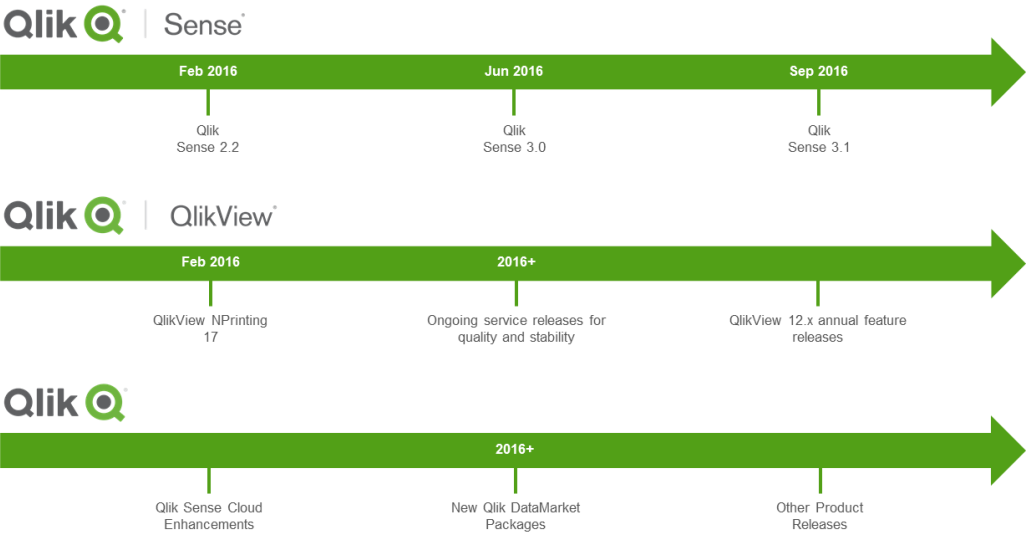 Qlik Sense
Feb 2016 Jun 2016 Sep 2016
Qlik Qlik Qlik
Sense 2.2 Sense 3.0 Sense 3.1
Qlik QlikView
Feb 2016 2016+
QlikView NPrinting Ongoing service releases for QlikView 12.x annual feature
17 quality and stability releases
Qlik
2016+
Qlik Sense Cloud New Qlik DataMarket Other Product
Enhancements Packages Releases